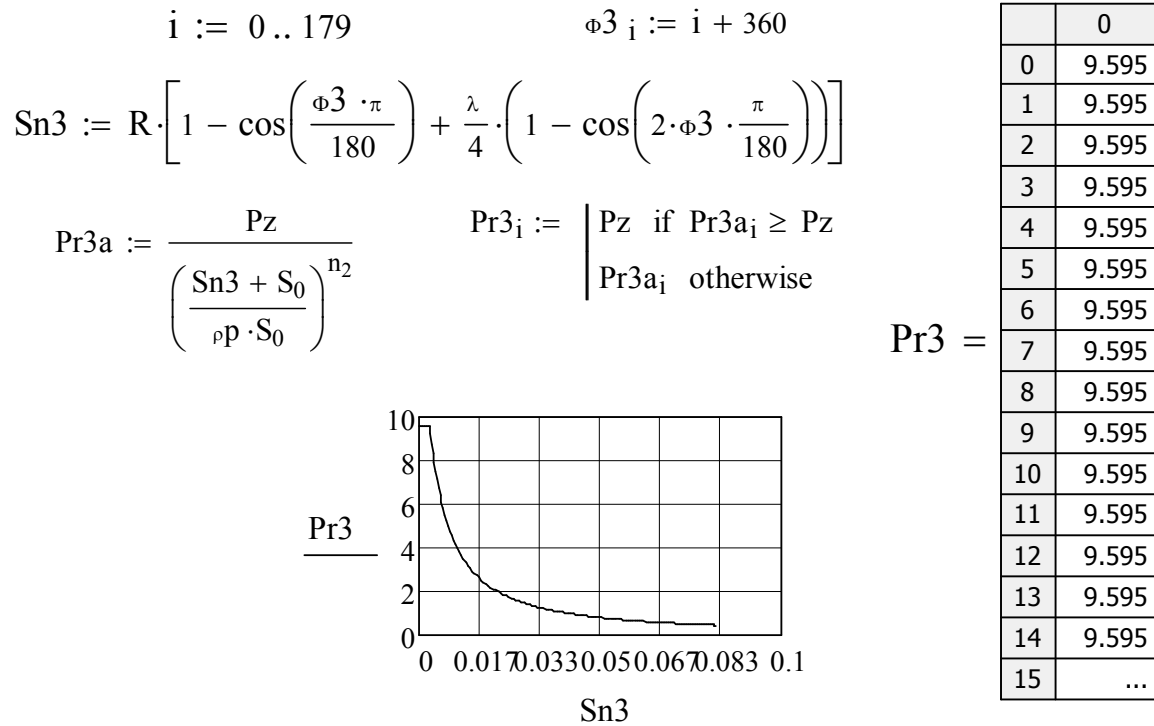 i := 0 .. 179
Φ3 i := i + 360
Sn3 := R·[1 − cos(Φ3 ·π / 180) + λ/4·(1 − cos(2·Φ3 ·π/180))]
Pr3a := Pz / ((Sn3 + S₀) / (ρp ·S₀))^n₂
Pr3i := | Pz if Pr3ai ≥ Pz
| Pr3ai otherwise
Pr3 =
0
0 9.595
1 9.595
2 9.595
3 9.595
4 9.595
5 9.595
6 9.595
7 9.595
8 9.595
9 9.595
10 9.595
11 9.595
12 9.595
13 9.595
14 9.595
15 ...
10
8
6
4
2
0
Pr3
0 0.017 0.033 0.05 0.067 0.083 0.1
Sn3